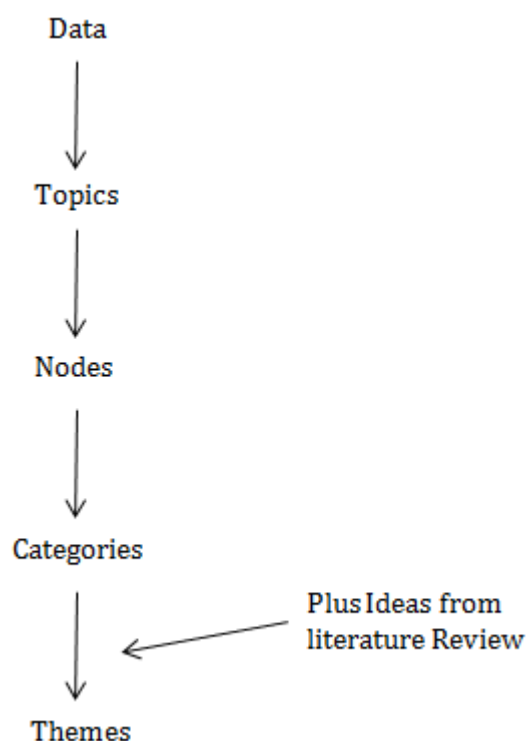 Data
Topics
Nodes
Categories
Plus Ideas from
literature Review
Themes